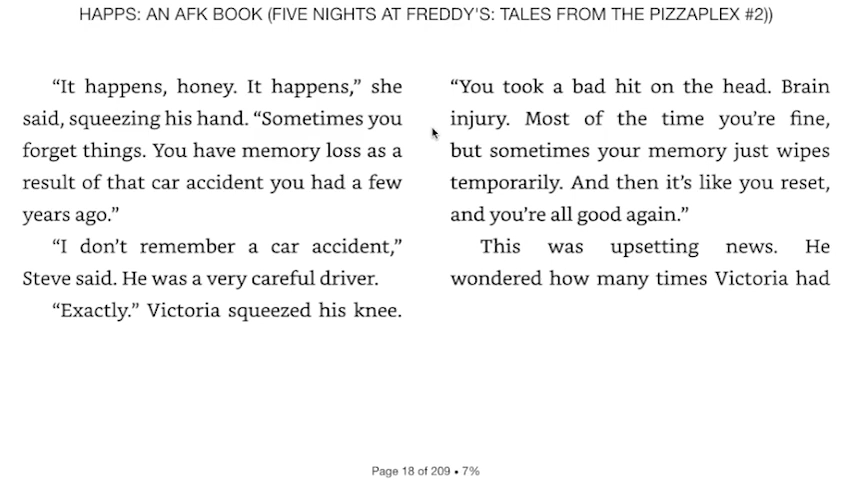 HAPPS: AN AFK BOOK (FIVE NIGHTS AT FREDDY'S: TALES FROM THE PIZZAPLEX #2))
“It happens, honey. It happens,” she
said, squeezing his hand. “Sometimes you
forget things. You have memory loss as a
result of that car accident you had a few
years ago.”
“I don’t remember a car accident,”
Steve said. He was a very careful driver.
“Exactly.” Victoria squeezed his knee.
“You took a bad hit on the head. Brain
injury. Most of the time you’re fine,
but sometimes your memory just wipes
temporarily. And then it’s like you reset,
and you’re all good again.”
This was upsetting news. He
wondered how many times Victoria had
Page 18 of 209 • 7%